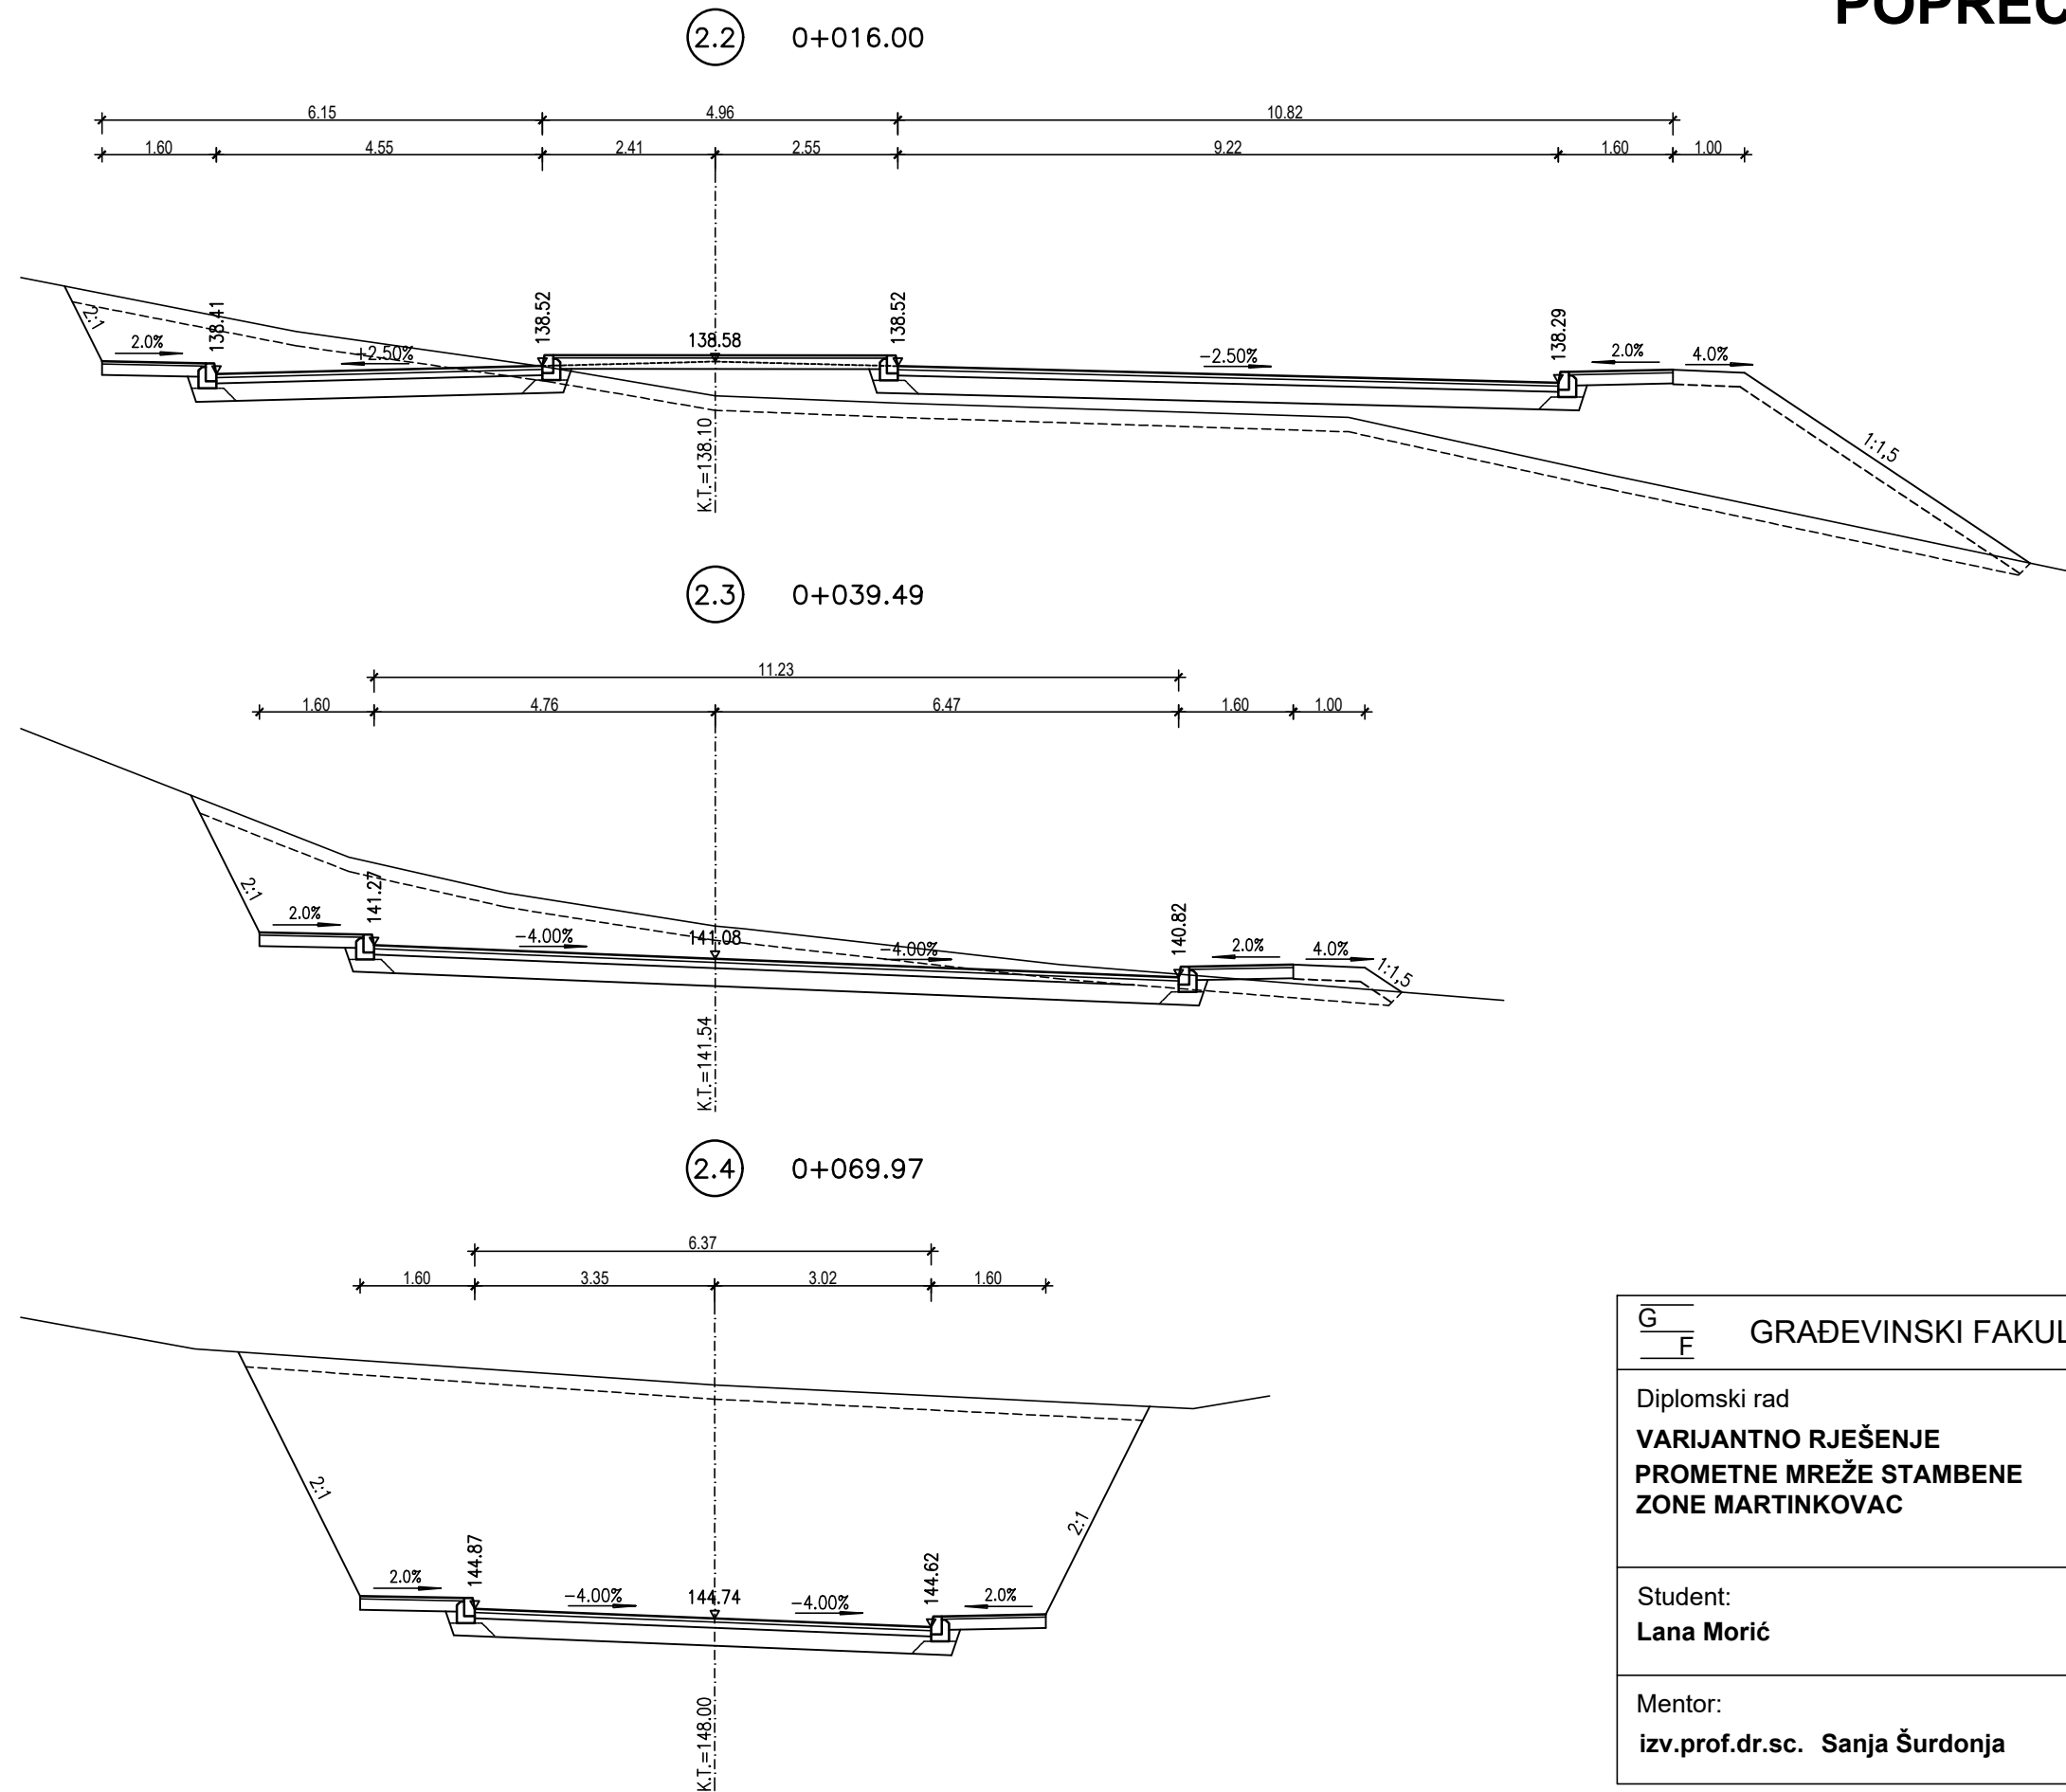 POPREČ
2.2 0+016.00
6.15 4.96 10.82
1.60 4.55 2.41 2.55 9.22 1.60 1.00
2:1
2.0%
138.41
+2.50%
138.52
138.58
138.52
-2.50%
138.29
2.0%
4.0%
1:1,5
K.T.=138.10
2.3 0+039.49
11.23
1.60 4.76 6.47 1.60 1.00
2:1
2.0%
141.27
-4.00%
141.08
-4.00%
140.82
2.0%
4.0%
1:1,5
K.T.=141.54
2.4 0+069.97
6.37
1.60 3.35 3.02 1.60
2:1
2.0%
144.87
-4.00%
144.74
-4.00%
144.62
2.0%
2:1
K.T.=148.00
G
F
GRAĐEVINSKI FAKUL
Diplomski rad
VARIJANTNO RJEŠENJE
PROMETNE MREŽE STAMBENE
ZONE MARTINKOVAC
Student:
Lana Morić
Mentor:
izv.prof.dr.sc. Sanja Šurdonja